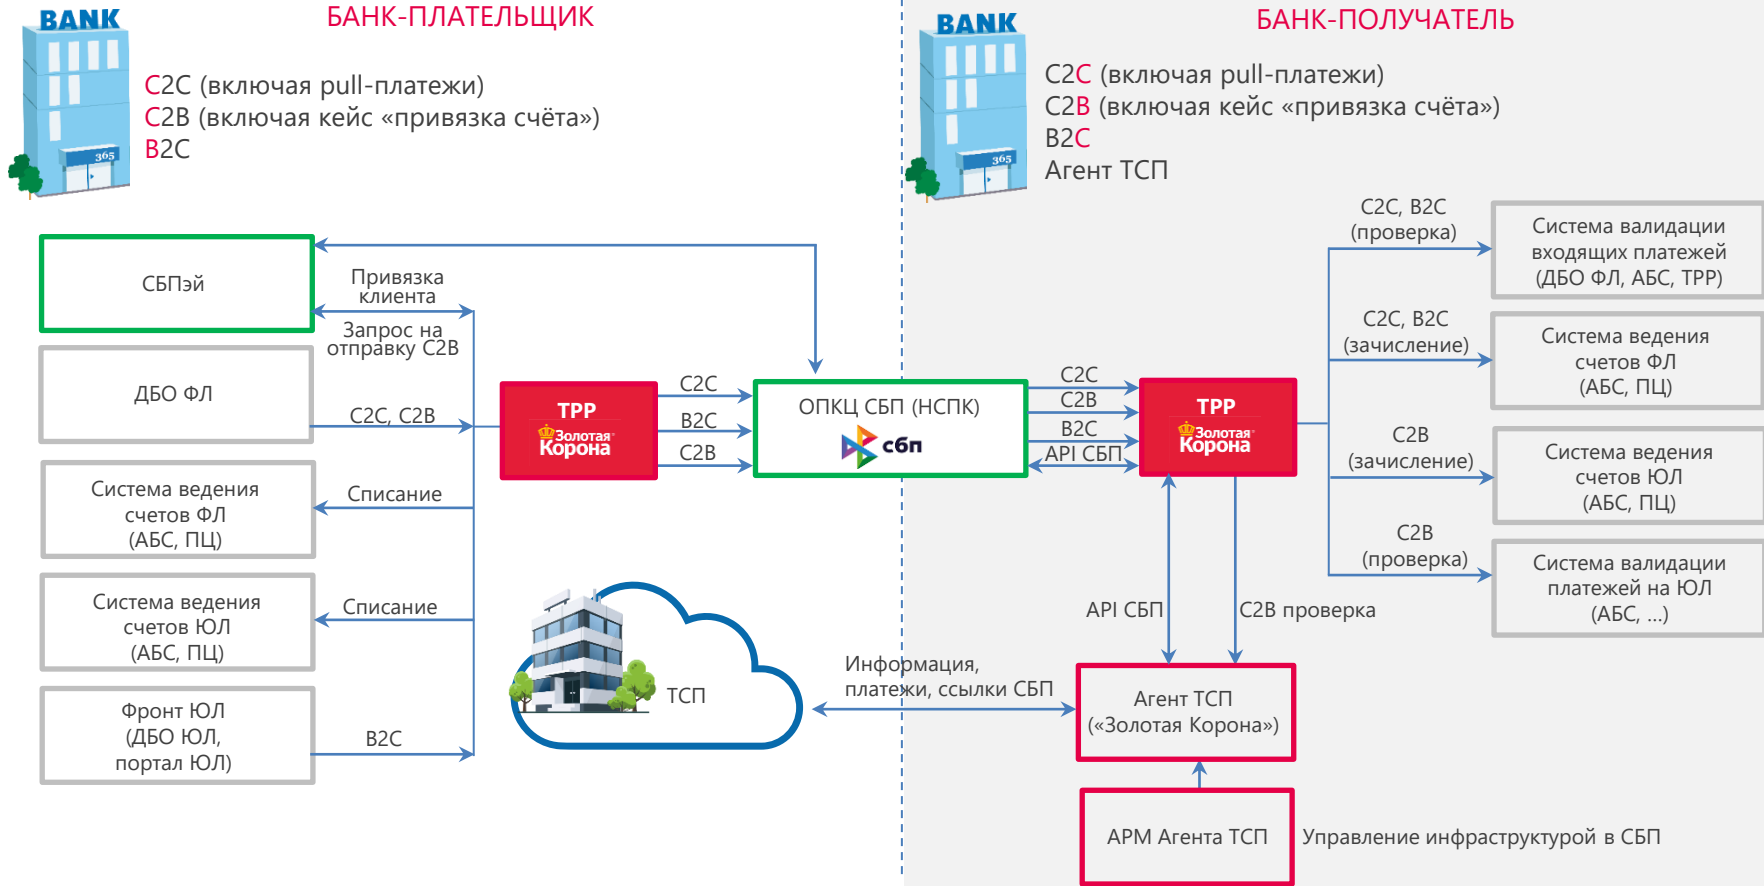 BANK
365
БАНК-ПЛАТЕЛЬЩИК
C2C (включая pull-платежи)
C2B (включая кейс «привязка счёта»)
B2C
BANK
365
БАНК-ПОЛУЧАТЕЛЬ
C2C (включая pull-платежи)
C2B (включая кейс «привязка счёта»)
B2C
Агент ТСП
СБПэй
Привязка
клиента
Запрос на
отправку C2B
ДБО ФЛ
C2C, C2B
Система ведения
счетов ФЛ
(АБС, ПЦ)
Списание
Система ведения
счетов ЮЛ
(АБС, ПЦ)
Списание
Фронт ЮЛ
(ДБО ЮЛ,
портал ЮЛ)
B2C
ТРР
Золотая
Корона
C2C
B2C
C2B
ОПКЦ СБП (НСПК)
сбп
C2C
C2B
B2C
API СБП
ТРР
Золотая
Корона
C2C, B2C
(проверка)
Система валидации
входящих платежей
(ДБО ФЛ, АБС, ТРР)
C2C, B2C
(зачисление)
Система ведения
счетов ФЛ
(АБС, ПЦ)
C2B
(зачисление)
Система ведения
счетов ЮЛ
(АБС, ПЦ)
C2B
(проверка)
Система валидации
платежей на ЮЛ
(АБС, ...)
API СБП
C2B проверка
ТСП
Информация,
платежи, ссылки СБП
Агент ТСП
(«Золотая Корона»)
АРМ Агента ТСП
Управление инфраструктурой в СБП